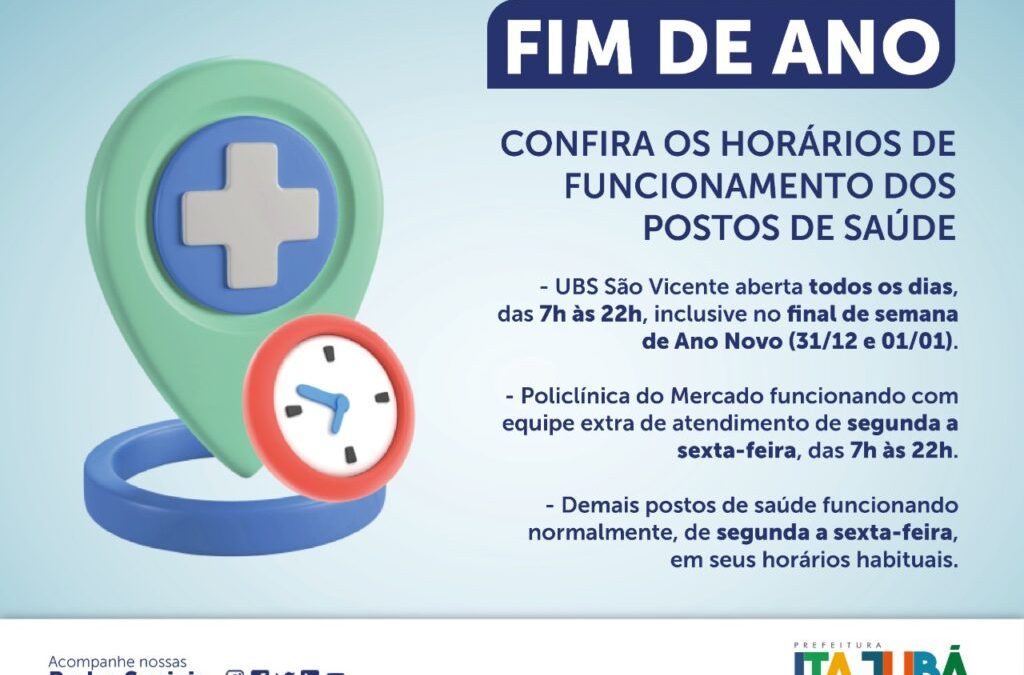 FIM DE ANO
CONFIRA OS HORÁRIOS DE
FUNCIONAMENTO DOS
POSTOS DE SAÚDE
- UBS São Vicente aberta todos os dias,
das 7h às 22h, inclusive no final de semana
de Ano Novo (31/12 e 01/01).
- Policlínica do Mercado funcionando com
equipe extra de atendimento de segunda a
sexta-feira, das 7h às 22h.
- Demais postos de saúde funcionando
normalmente, de segunda a sexta-feira,
em seus horários habituais.
Acompanhe nossas
Redes Sociais
PREFEITURA
ITAJUBÁ